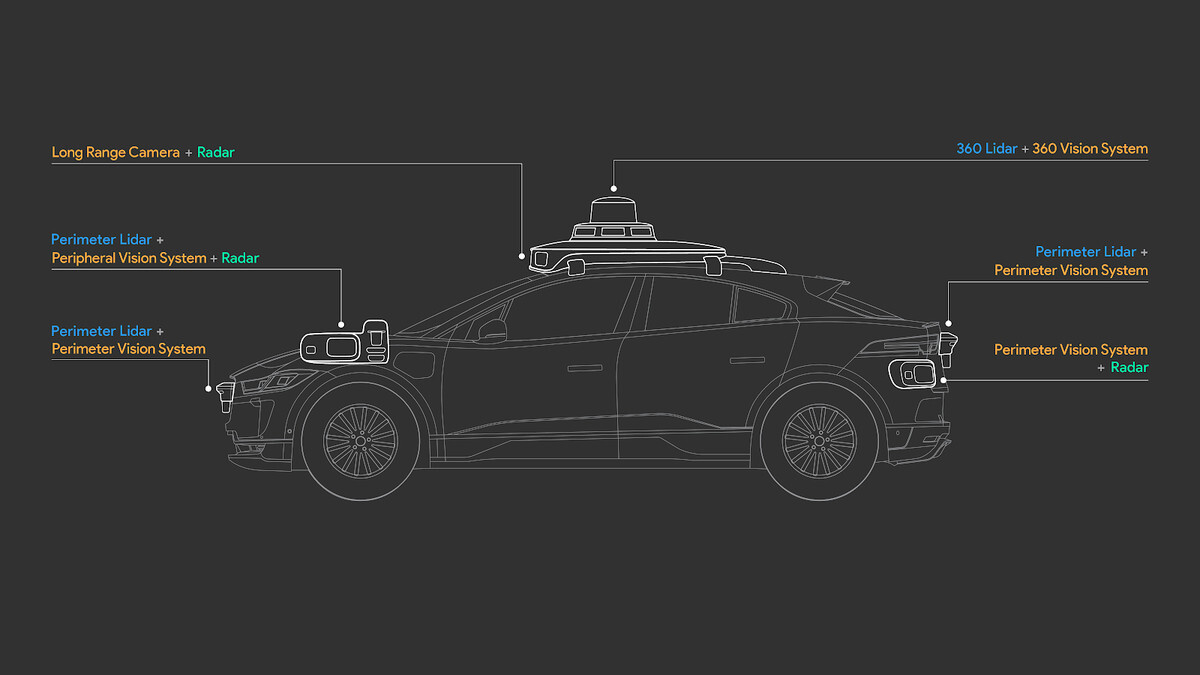 Long Range Camera + Radar
360 Lidar + 360 Vision System
Perimeter Lidar +
Peripheral Vision System + Radar
Perimeter Lidar +
Perimeter Vision System
Perimeter Lidar +
Perimeter Vision System
Perimeter Vision System
+ Radar